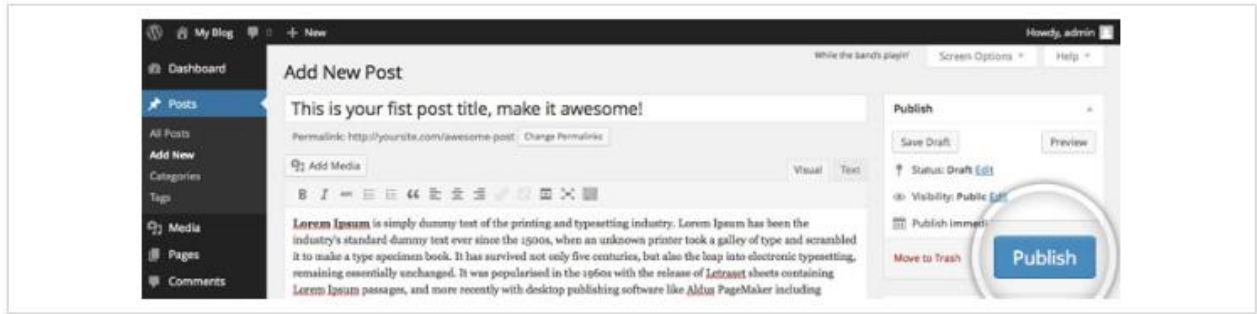 My Blog 0 + New Howdy, admin
While the band's playin' Screen Options Help
Dashboard
Add New Post
Posts
This is your fist post title, make it awesome!
Publish
All Posts
Permalink: http://yoursite.com/awesome-post Change Permalinks
Save Draft Preview
Add New
Add Media
Visual Text
Status: Draft Edit
Categories
Visibility: Public Edit
Tags
B I ABC
Publish immedi
Media
Lorem Ipsum is simply dummy text of the printing and typesetting industry. Lorem Ipsum has been the
industry's standard dummy text ever since the 1500s, when an unknown printer took a galley of type and scrambled
it to make a type specimen book. It has survived not only five centuries, but also the leap into electronic typesetting,
remaining essentially unchanged. It was popularised in the 1960s with the release of Letraset sheets containing
Lorem Ipsum passages, and more recently with desktop publishing software like Aldus PageMaker including
Move to Trash Publish
Pages
Comments